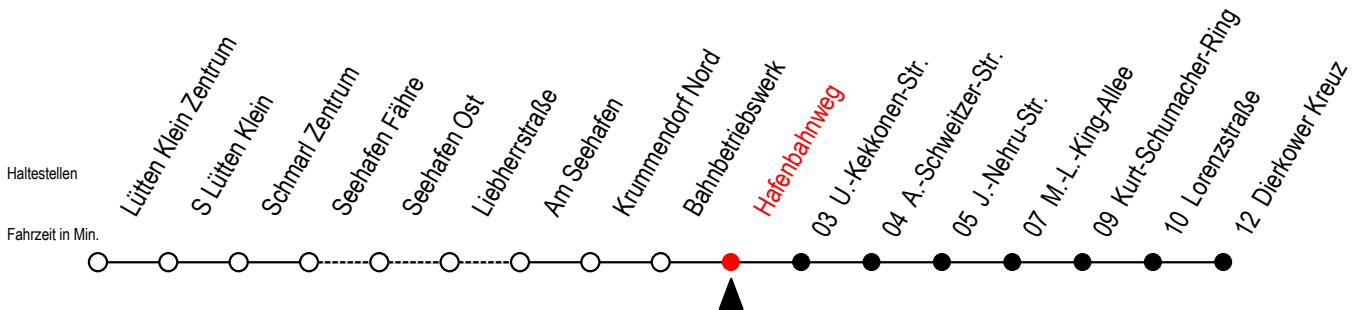 Haltestellen
Fahrzeit in Min.
Lütten Klein Zentrum
S Lütten Klein
Schmarl Zentrum
Seehafen Fähre
Seehafen Ost
Liebherrstraße
Am Seehafen
Krummendorf Nord
Bahnbetriebswerk
Hafenbahnweg
03 U.-Kekkonen-Str.
04 A.-Schweitzer-Str.
05 J.-Nehru-Str.
07 M.-L.-King-Allee
09 Kurt-Schumacher-Ring
10 Lorenzstraße
12 Dierkower Kreuz